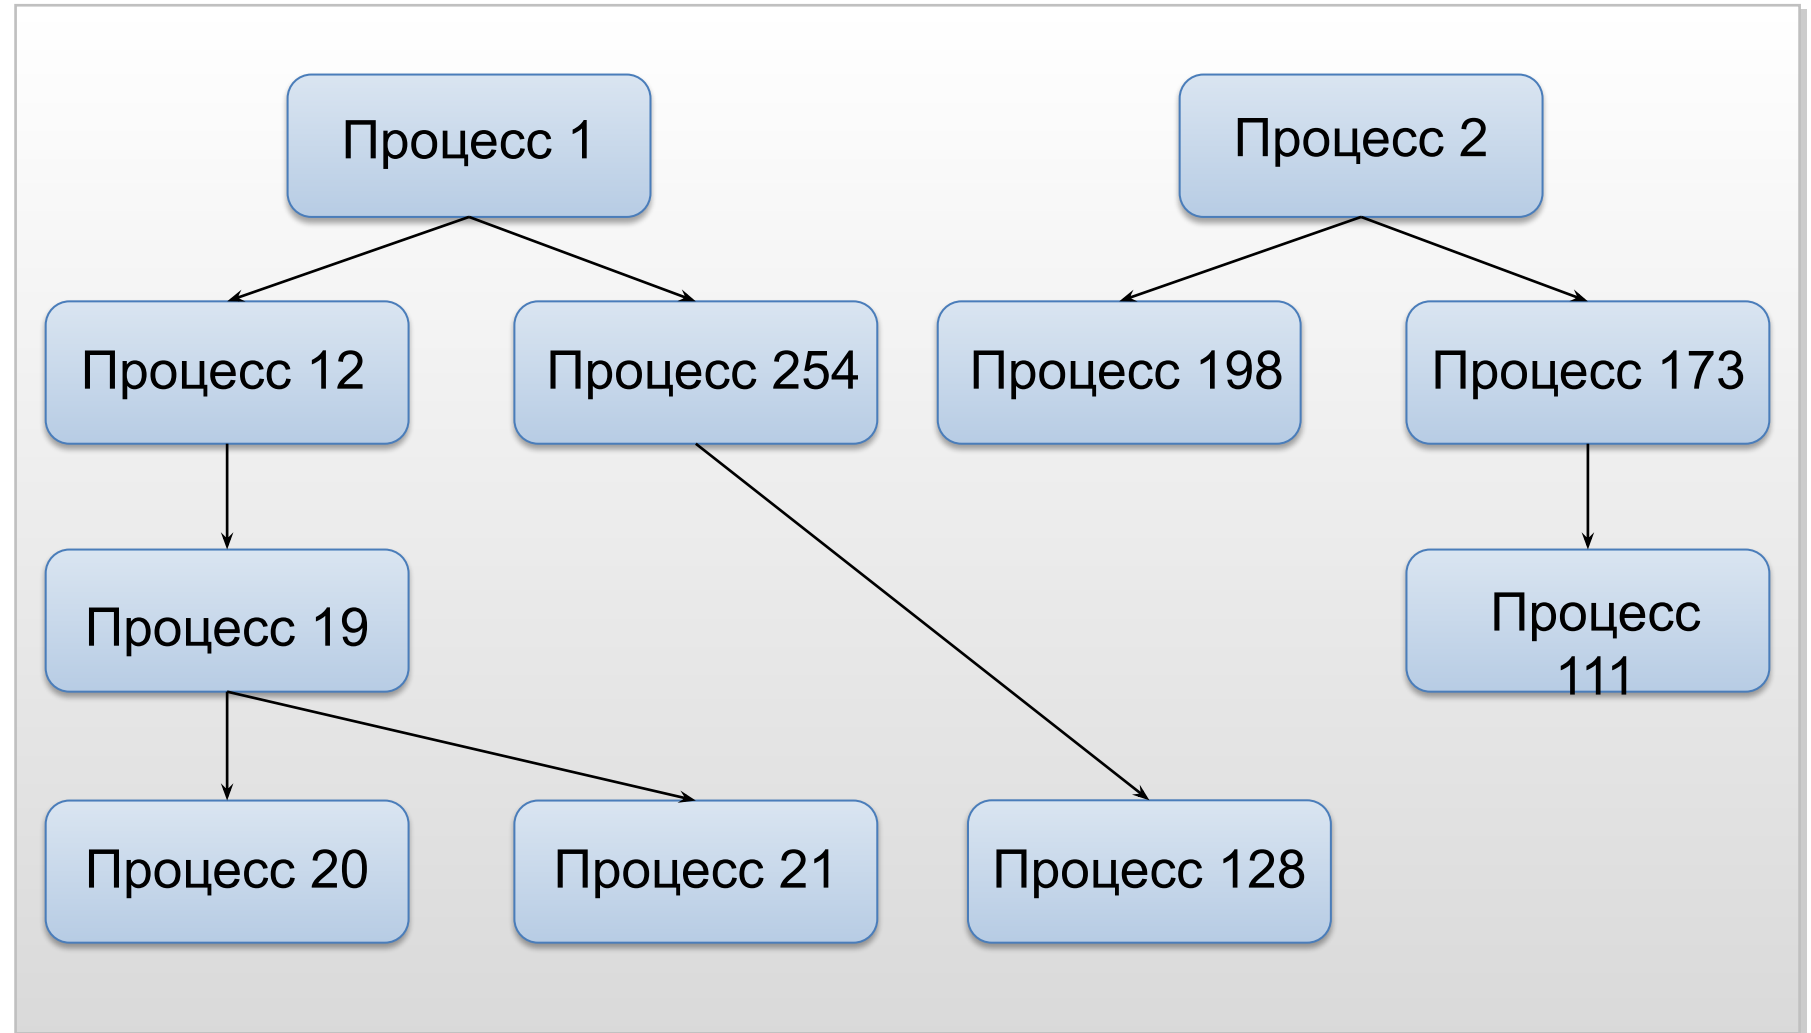 Процесс 1
Процесс 2
Процесс 12
Процесс 254
Процесс 198
Процесс 173
Процесс 19
Процесс
111
Процесс 20
Процесс 21
Процесс 128